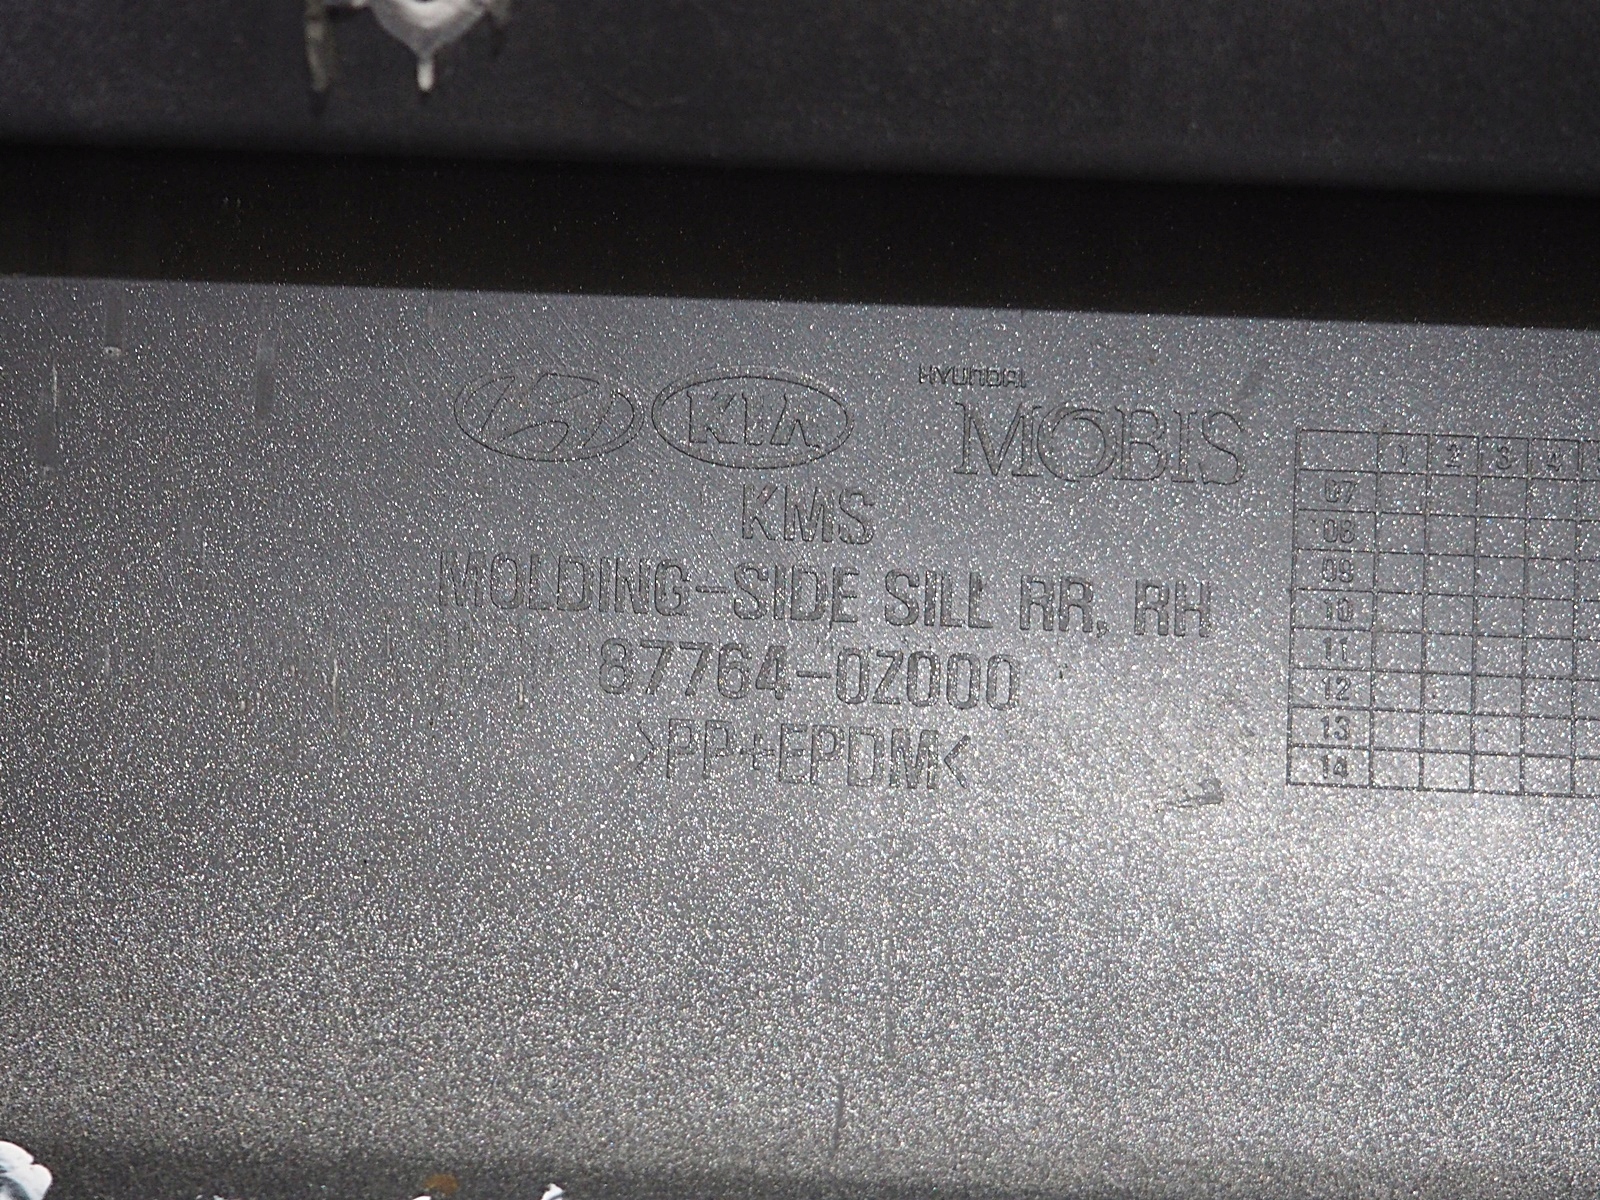 KIA
HYUNDAI
MOBIS
KMS
MOLDING-SIDE SILL RR, RH
87764-0Z000
>PP+EPDM<
1 2 3 4
07
08
09
10
11
12
13
14